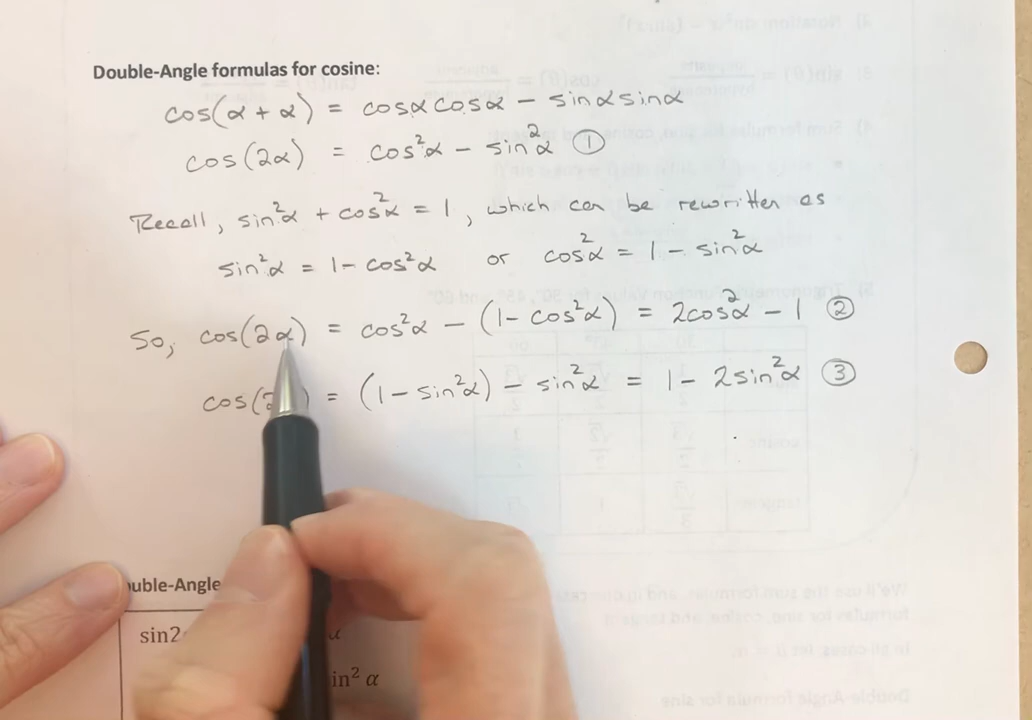 Double-Angle formulas for cosine:
cos(α + α) = cosα cosα − sinα sinα
cos(2α) = cos²α − sin²α ①
Recall, sin²α + cos²α = 1, which can be rewritten as
sin²α = 1 − cos²α or cos²α = 1 − sin²α
So, cos(2α) = cos²α − (1 − cos²α) = 2cos²α − 1 ②
cos(2 ) = (1 − sin²α) − sin²α = 1 − 2sin²α ③
uble-Angle
sin2 α
in² α